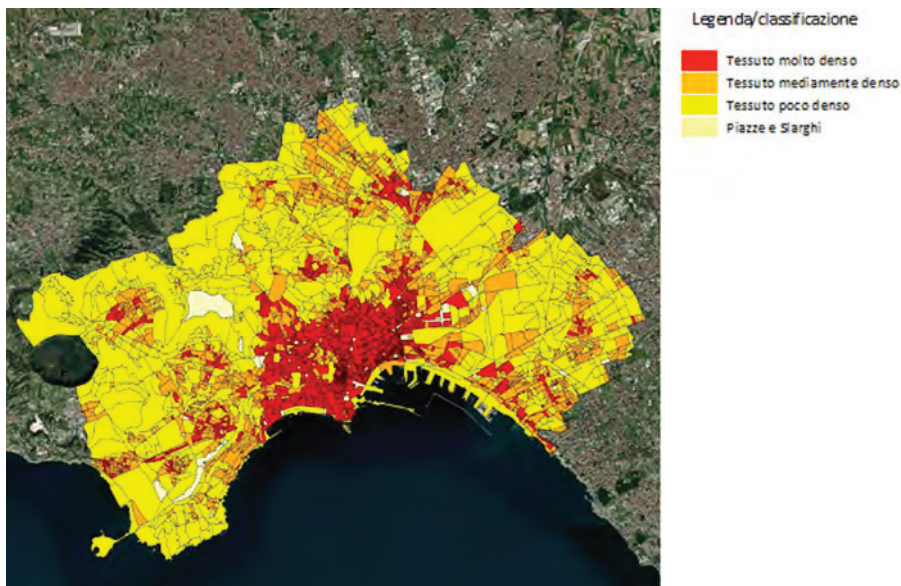 Legenda/classificazione
Tessuto molto denso
Tessuto mediamente denso
Tessuto poco denso
Piazze e Slarghi